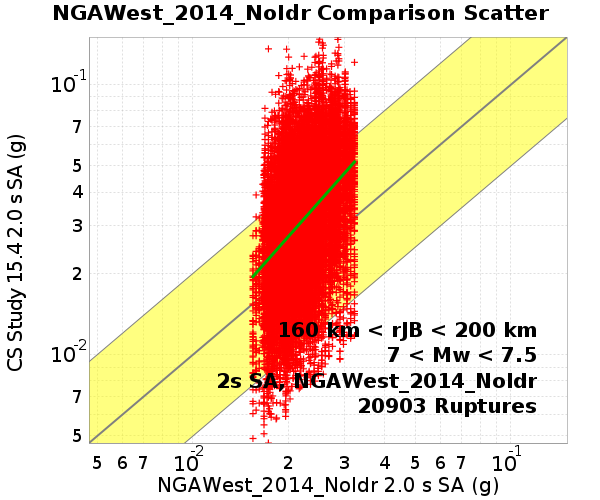 NGAWest_2014_NoIdr Comparison Scatter
CS Study 15.4 2.0 s SA (g)
10-1
7
5
4
3
2
10-2
7
5
160 km < rJB < 200 km
7 < Mw < 7.5
2s SA, NGAWest_2014_NoIdr
20903 Ruptures
5 6 7 10-2 2 3 4 5 6 7 10-1
NGAWest_2014_NoIdr 2.0 s SA (g)